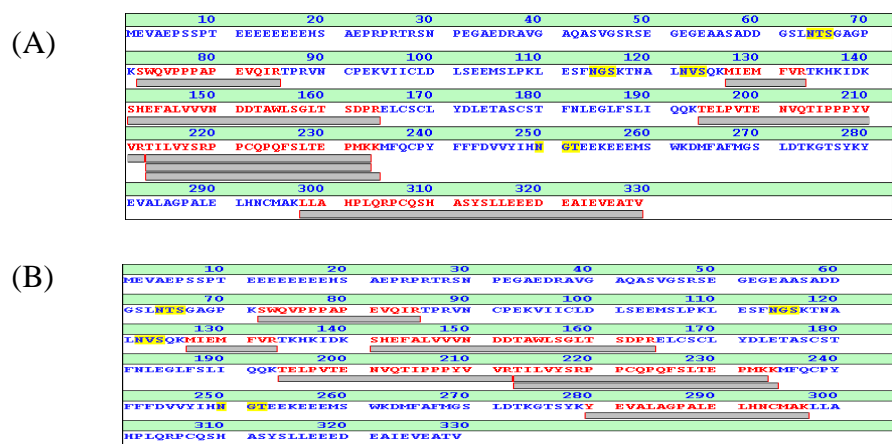 (A)
10 20 30 40 50 60 70
MEVAEPSSPT EEEEEEEEHS AEPRPRTRSN PEGAEDRAVG AQASVGSRSE GEGEAASADD GSLNTSGAGP
80 90 100 110 120 130 140
KSWQVPPPAP EVQIRTPRVN CPEKVIICLD LSEEMSLPKL ESFNGSKTNA LNVSQKMIEM FVRTKHKIDK
150 160 170 180 190 200 210
SHEFALVVVN DDTAWLSGLT SDPRELCSCL YDLETASCST FNLEGLFSLI QQKTELPVTE NVQTIPPPYV
220 230 240 250 260 270 280
VRTILVYSRP PCQPQFSLTE PMKKMFQCPY FFFDVVYIHN GTEEKEEEMS WKDMFAFMGS LDTKGTSYKY
290 300 310 320 330
EVALAGPALE LHNCMAKLLA HPLQRPCQSH ASYSLLEEED EAIEVEATV
(B)
10 20 30 40 50 60
MEVAEPSSPT EEEEEEEEHS AEPRPRTRSN PEGAEDRAVG AQASVGSRSE GEGEAASADD
70 80 90 100 110 120
GSLNTSGAGP KSWQVPPPAP EVQIRTPRVN CPEKVIICLD LSEEMSLPKL ESFNGSKTNA
130 140 150 160 170 180
LNVSQKMIEM FVRTKHKIDK SHEFALVVVN DDTAWLSGLT SDPRELCSCL YDLETASCST
190 200 210 220 230 240
FNLEGLFSLI QQKTELPVTE NVQTIPPPYV VRTILVYSRP PCQPQFSLTE PMKKMFQCPY
250 260 270 280 290 300
FFFDVVYIHN GTEEKEEEMS WKDMFAFMGS LDTKGTSYKY EVALAGPALE LHNCMAKLLA
310 320 330
HPLQRPCQSH ASYSLLEEED EAIEVEATV